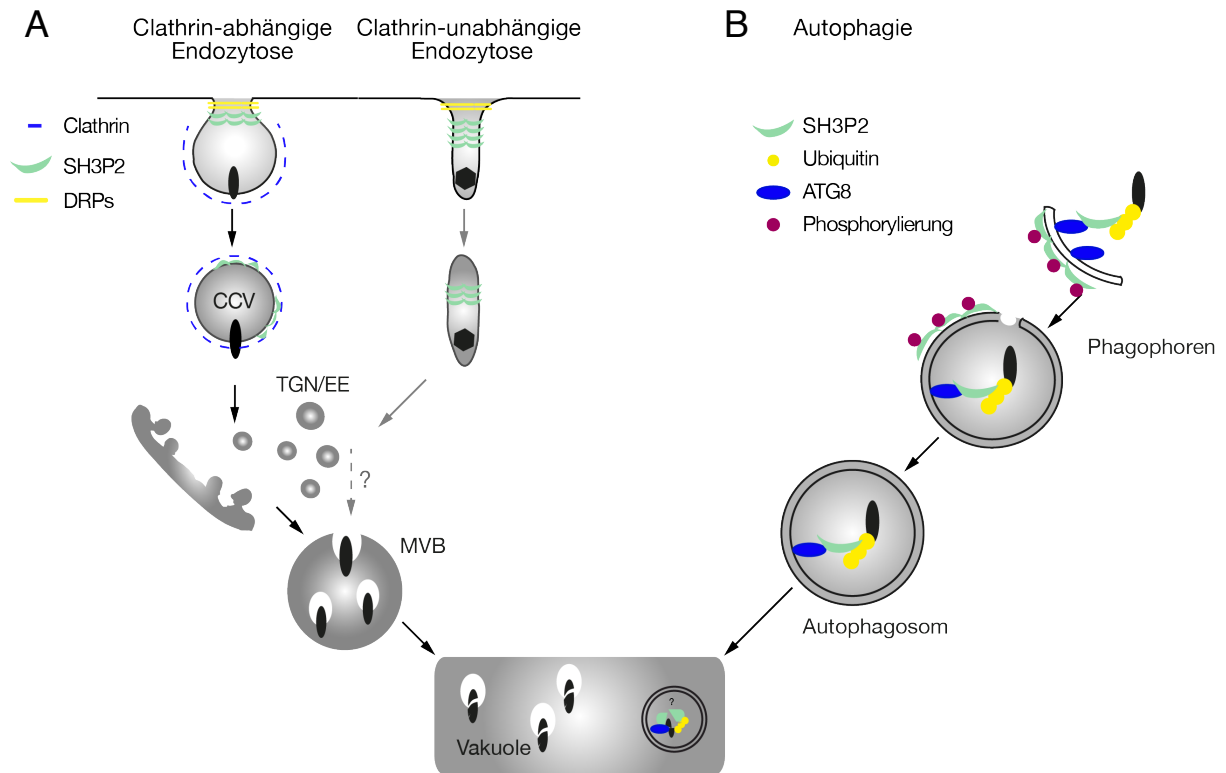 A
Clathrin-abhängige
Endozytose
Clathrin-unabhängige
Endozytose
Clathrin
SH3P2
DRPs
CCV
TGN/EE
?
MVB
Vakuole
?
B
Autophagie
SH3P2
Ubiquitin
ATG8
Phosphorylierung
Phagophoren
Autophagosom